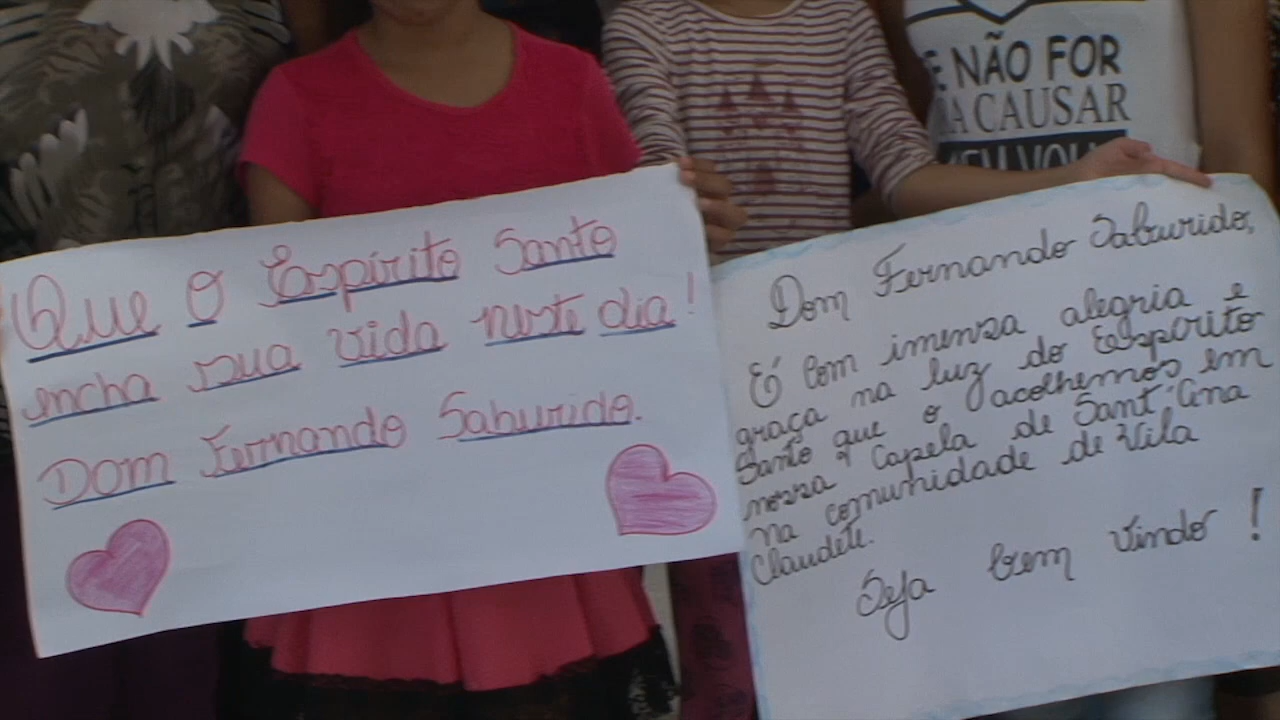 Que o Espírito Santo
encha sua vida neste dia!
Dom Fernando Saburido.
Dom Fernando Saburido,
É com imensa alegria e
graça na luz do Espírito
Santo que o acolhemos em
nossa Capela de Sant'Ana
na comunidade de Vila
Claudete.
Seja bem vindo!
E NÃO FOR
RA CAUSAR